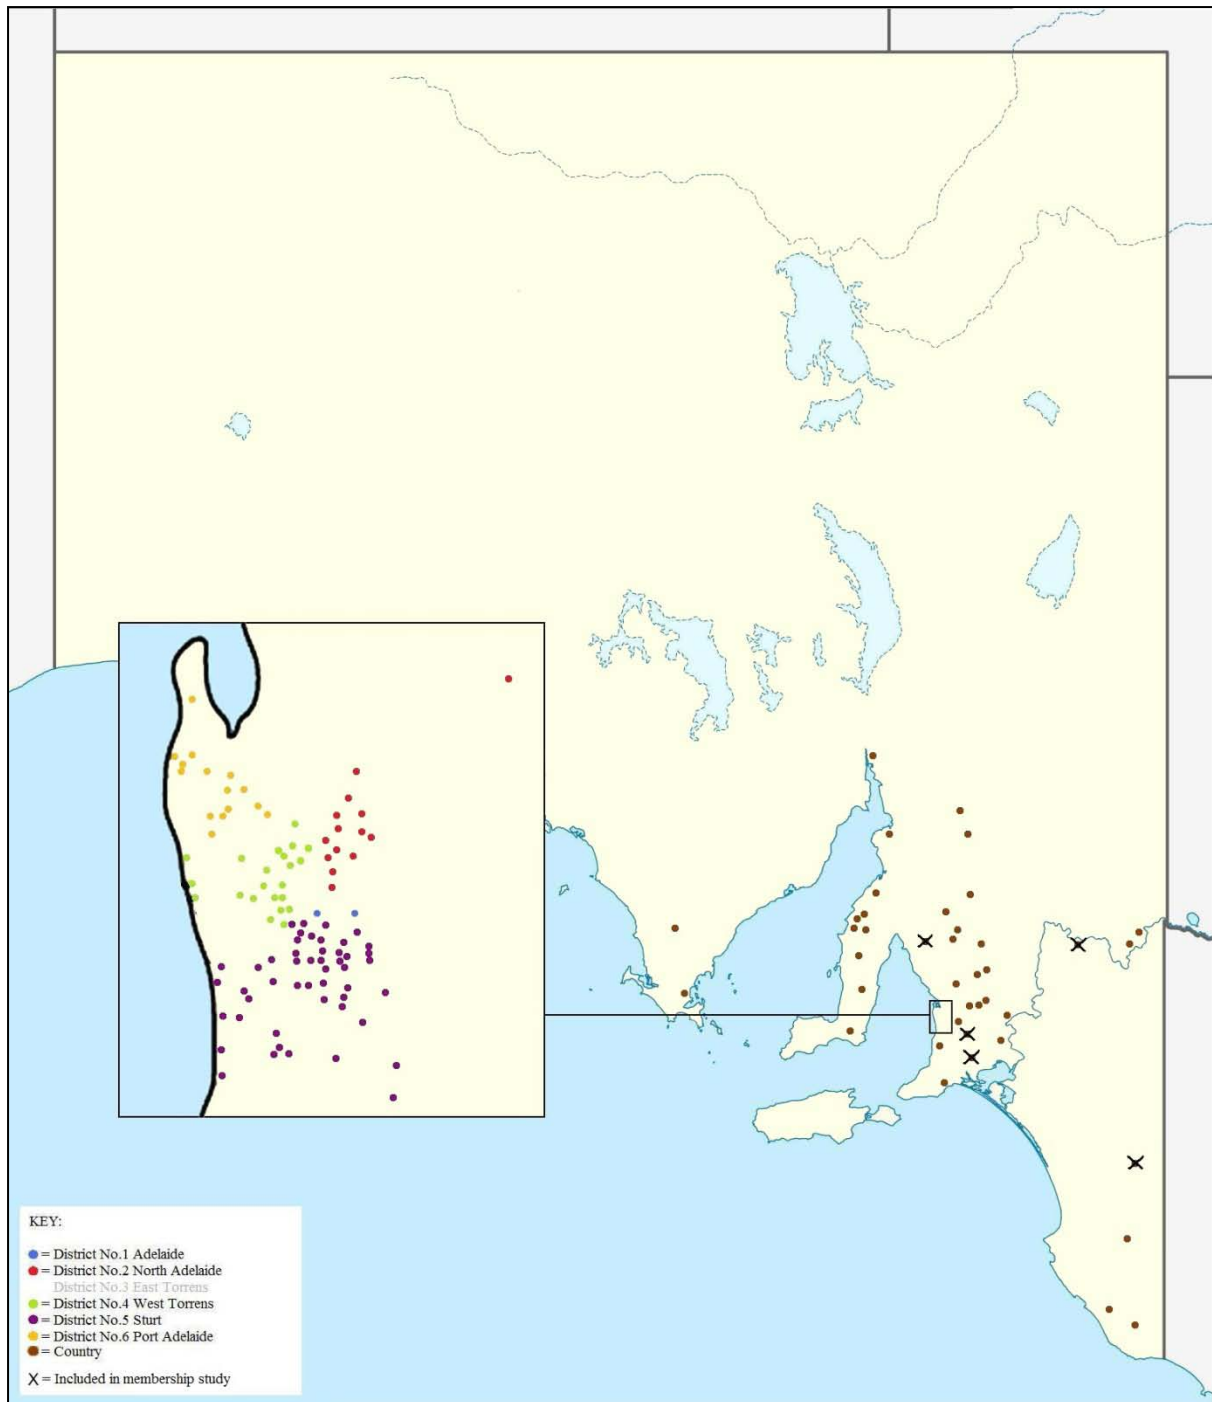 KEY:
= District No.1 Adelaide
= District No.2 North Adelaide
District No.3 East Torrens
= District No.4 West Torrens
= District No.5 Sturt
= District No.6 Port Adelaide
= Country
X = Included in membership study